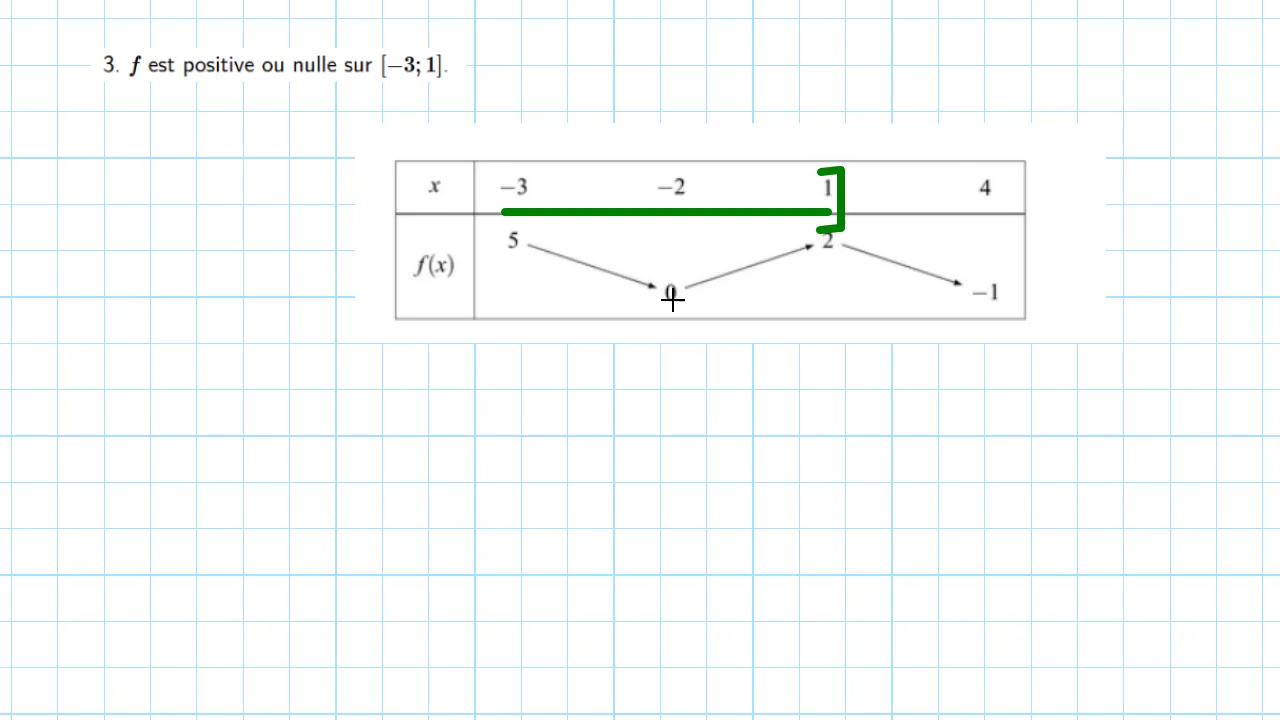 3. f est positive ou nulle sur [−3; 1].
x −3 −2 1 4
f(x) 5 0 2 −1